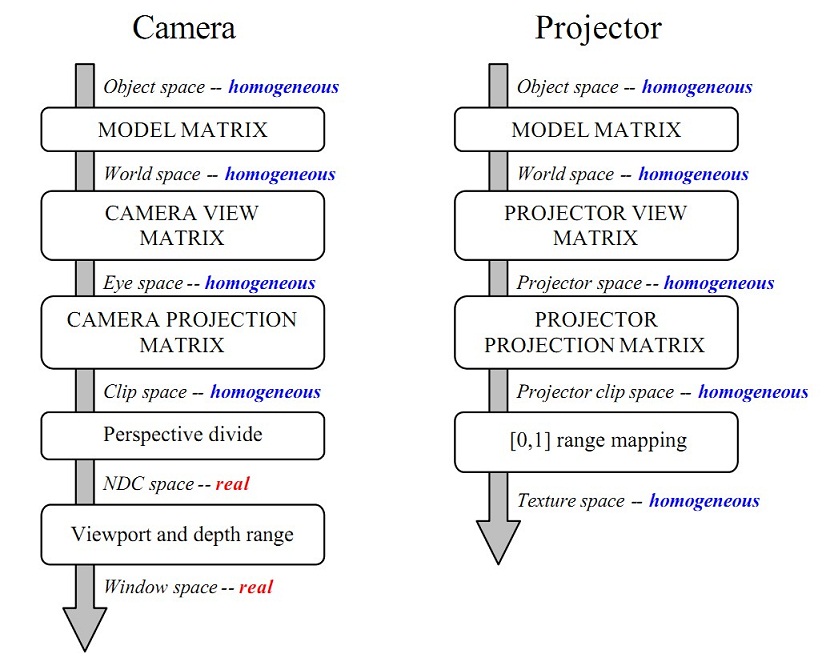 Camera
Object space -- homogeneous
MODEL MATRIX
World space -- homogeneous
CAMERA VIEW
MATRIX
Eye space -- homogeneous
CAMERA PROJECTION
MATRIX
Clip space -- homogeneous
Perspective divide
NDC space -- real
Viewport and depth range
Window space -- real
Projector
Object space -- homogeneous
MODEL MATRIX
World space -- homogeneous
PROJECTOR VIEW
MATRIX
Projector space -- homogeneous
PROJECTOR
PROJECTION MATRIX
Projector clip space -- homogeneous
[0,1] range mapping
Texture space -- homogeneous